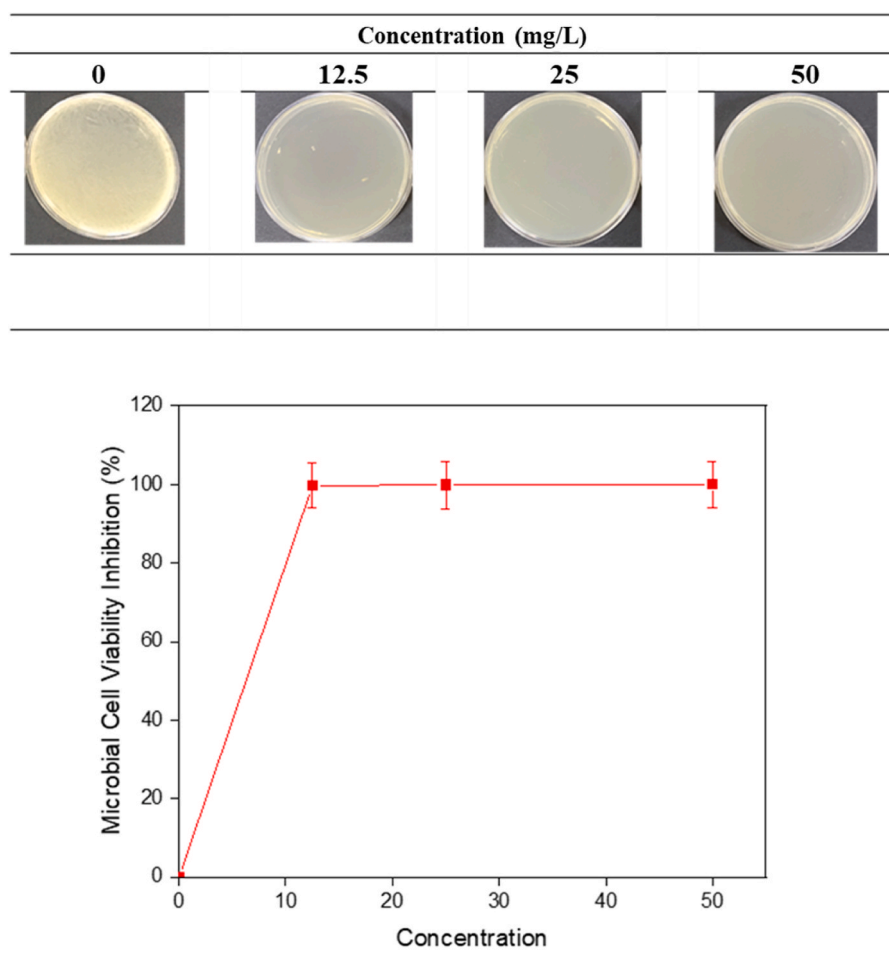 Concentration (mg/L)
0 12.5 25 50
120
100
80
60
40
20
0
Microbial Cell Viability Inhibition (%)
0 10 20 30 40 50
Concentration